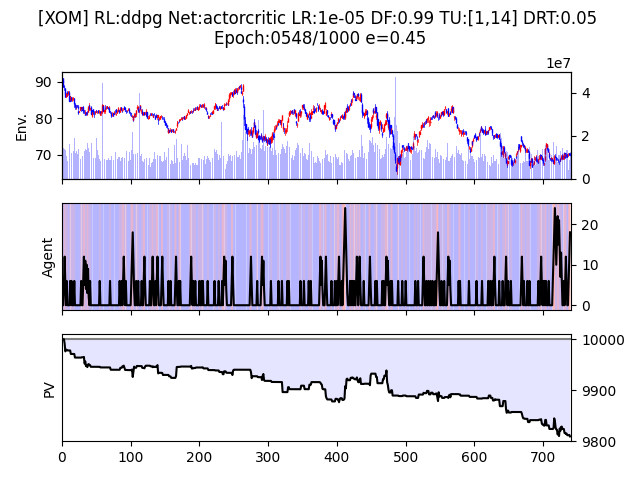 [XOM] RL:ddpg Net:actorcritic LR:1e-05 DF:0.99 TU:[1,14] DRT:0.05
Epoch:0548/1000 e=0.45
1e7
90
80
70
Env.
4
2
0
Agent
20
10
0
PV
10000
9900
9800
0 100 200 300 400 500 600 700